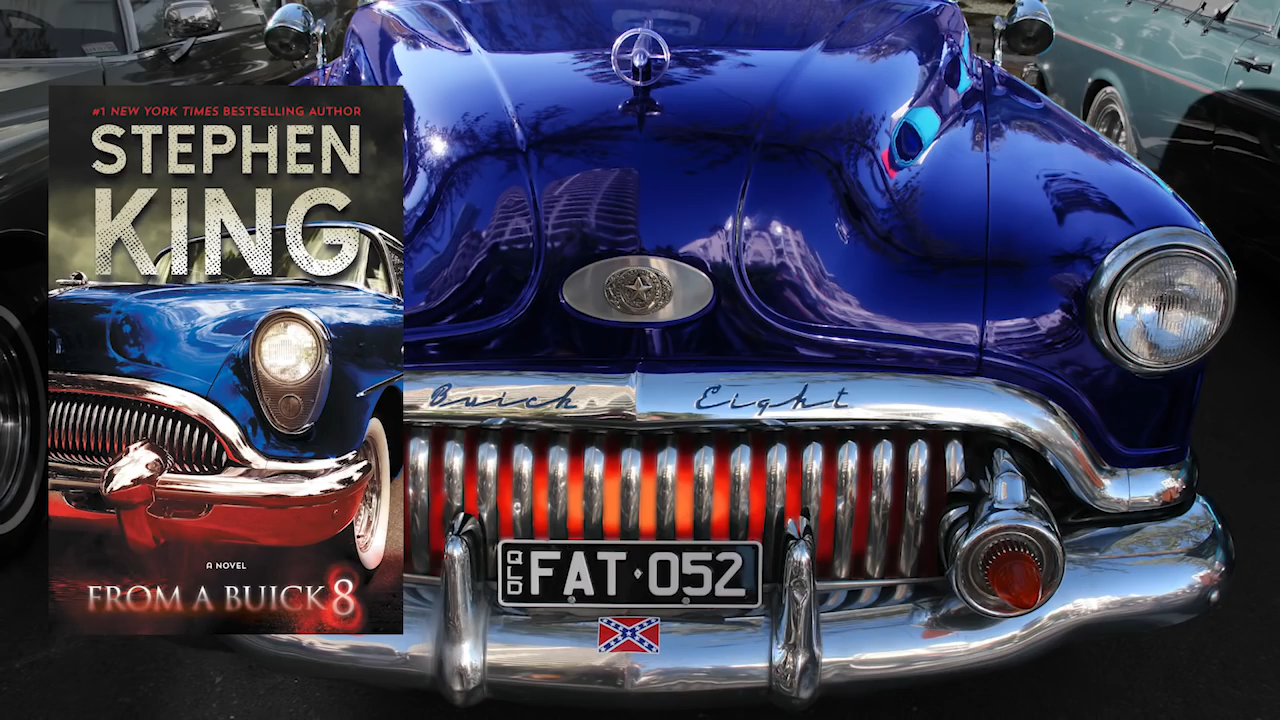 #1 NEW YORK TIMES BESTSELLING AUTHOR
STEPHEN
KING
A NOVEL
FROM A BUICK 8
Buick Eight
QLD
FAT·052